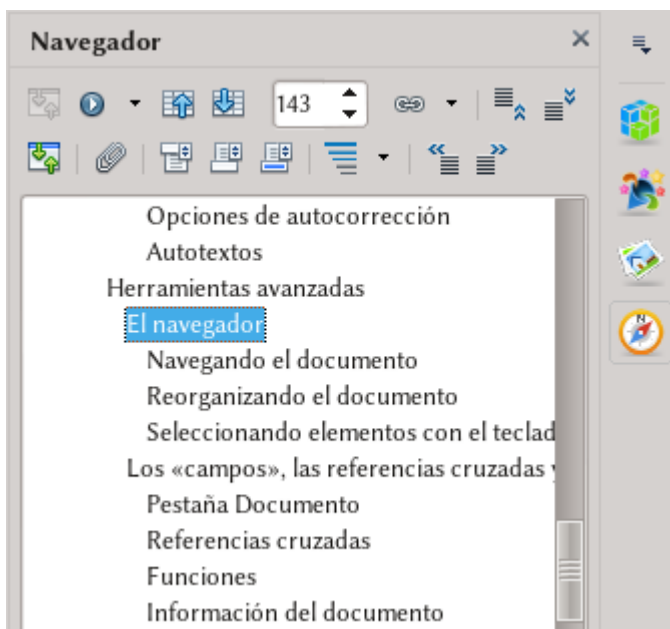 Navegador
143
Opciones de autocorrección
Autotextos
Herramientas avanzadas
El navegador
Navegando el documento
Reorganizando el documento
Seleccionando elementos con el teclad
Los «campos», las referencias cruzadas y
Pestaña Documento
Referencias cruzadas
Funciones
Información del documento